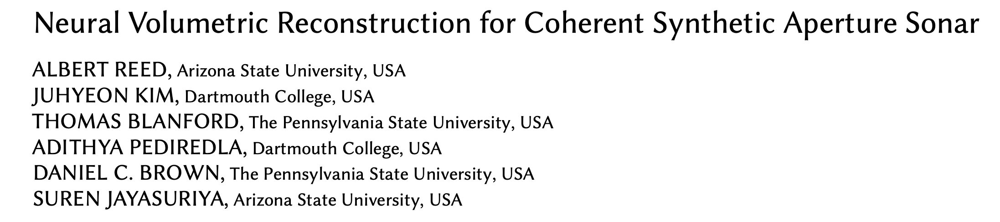 Neural Volumetric Reconstruction for Coherent Synthetic Aperture Sonar
ALBERT REED, Arizona State University, USA
JUHYEON KIM, Dartmouth College, USA
THOMAS BLANFORD, The Pennsylvania State University, USA
ADITHYA PEDIREDLA, Dartmouth College, USA
DANIEL C. BROWN, The Pennsylvania State University, USA
SUREN JAYASURIYA, Arizona State University, USA